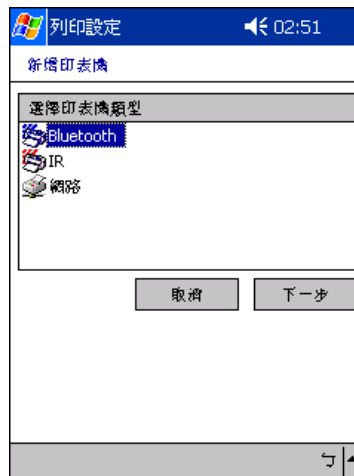 列印設定 02:51
新增印表機
選擇印表機類型
Bluetooth
IR
網路
取消 下一步
ㄅ